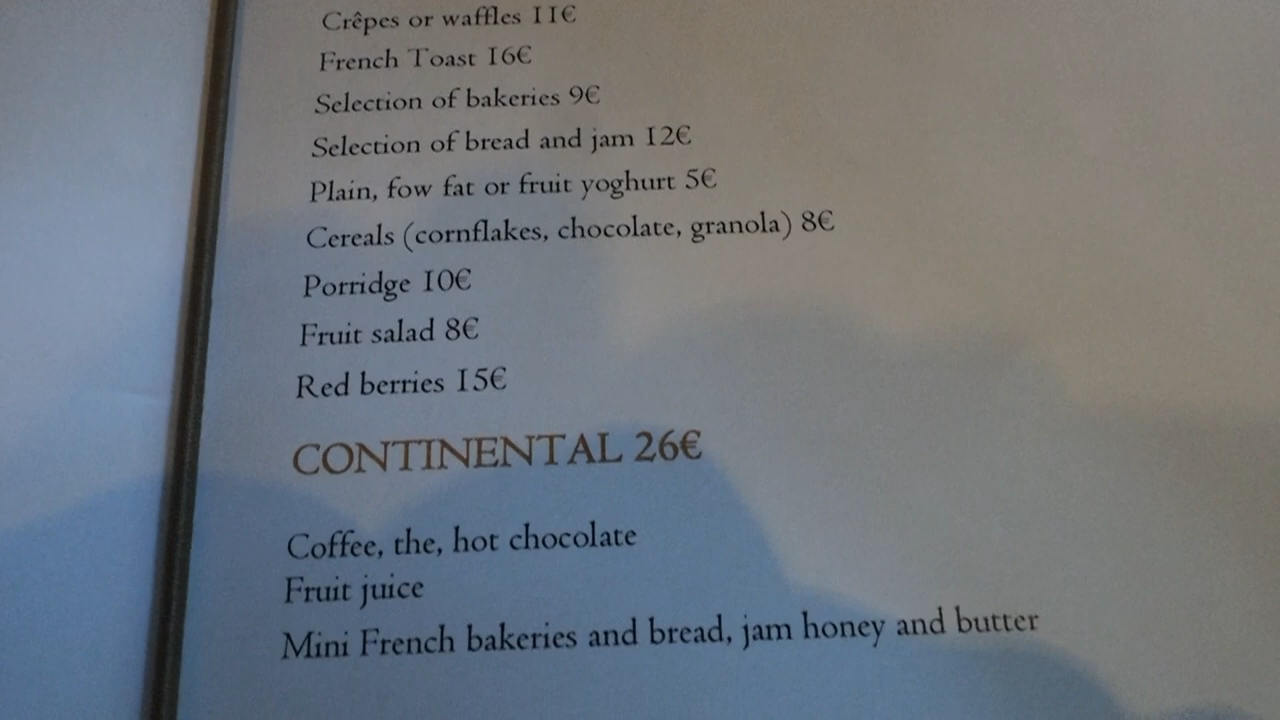 Crêpes or waffles 11€
French Toast 16€
Selection of bakeries 9€
Selection of bread and jam 12€
Plain, fow fat or fruit yoghurt 5€
Cereals (cornflakes, chocolate, granola) 8€
Porridge 10€
Fruit salad 8€
Red berries 15€
CONTINENTAL 26€
Coffee, the, hot chocolate
Fruit juice
Mini French bakeries and bread, jam honey and butter